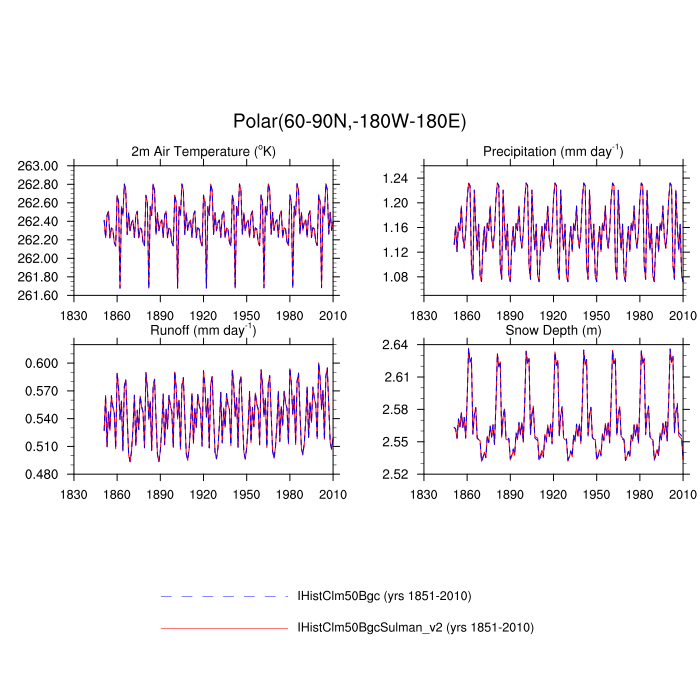 Polar(60-90N,-180W-180E)
2m Air Temperature (°K)
Precipitation (mm day⁻¹)
263.00
262.80
262.60
262.40
262.20
262.00
261.80
261.60
1.24
1.20
1.16
1.12
1.08
1830 1860 1890 1920 1950 1980 2010
1830 1860 1890 1920 1950 1980 2010
Runoff (mm day⁻¹)
Snow Depth (m)
0.600
0.570
0.540
0.510
0.480
2.64
2.61
2.58
2.55
2.52
1830 1860 1890 1920 1950 1980 2010
1830 1860 1890 1920 1950 1980 2010
IHistClm50Bgc (yrs 1851-2010)
IHistClm50BgcSulman_v2 (yrs 1851-2010)